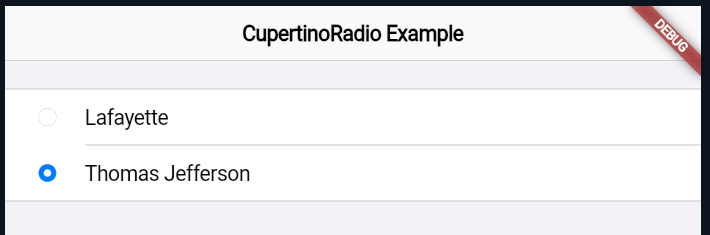 CupertinoRadio Example
DEBUG
Lafayette
Thomas Jefferson